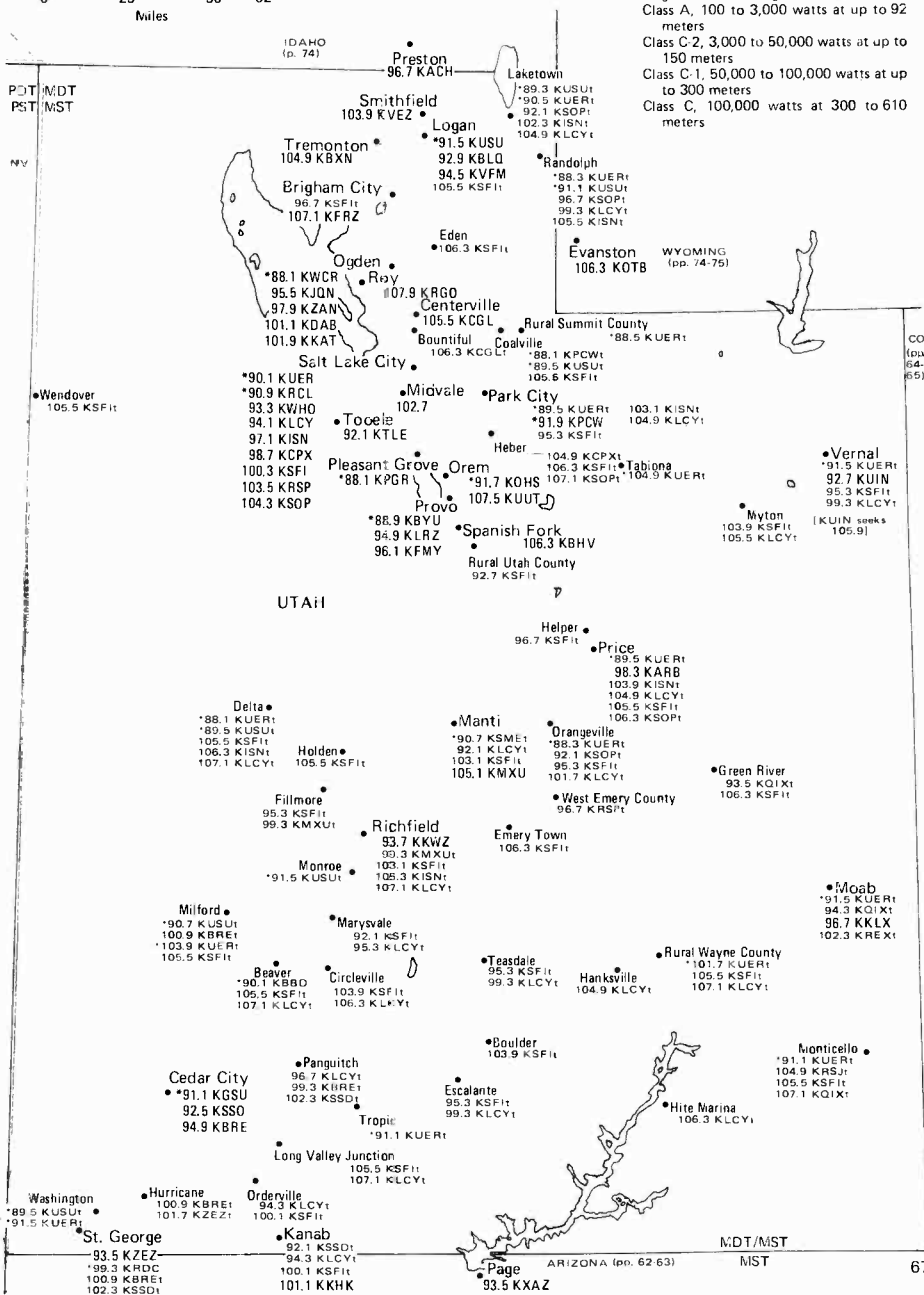 Miles
Class A, 100 to 3,000 watts at up to 92
meters
Class C-2, 3,000 to 50,000 watts at up to
150 meters
Class C-1, 50,000 to 100,000 watts at up
to 300 meters
Class C, 100,000 watts at 300 to 610
meters
IDAHO
(p. 74)
Preston
96.7 KACH
PDT MDT
PST MST
NV
Laketown
*89.3 KUSUt
*90.5 KUERt
92.1 KSOPt
102.3 KISNt
104.9 KLCYt
Smithfield
103.9 KVEZ
Logan
*91.5 KUSU
92.9 KBLQ
94.5 KVFM
105.5 KSFIt
Tremonton
104.9 KBXN
Randolph
*88.3 KUERt
*91.1 KUSUt
96.7 KSOPt
99.3 KLCYt
105.5 KISNt
Brigham City
96.7 KSFIt
107.1 KFRZ
Eden
106.3 KSFIt
Evanston
106.3 KOTB
WYOMING
(pp. 74-75)
Ogden
*88.1 KWCR
95.5 KJQN
97.9 KZAN
101.1 KDAB
101.9 KKAT
Roy
107.9 KRGO
Centerville
105.5 KCGL
Bountiful
106.3 KCGLt
Coalville
*88.1 KPCWt
*89.5 KUSUt
105.5 KSFIt
Rural Summit County
*88.5 KUERt
CO
(pp.
64-
65)
Salt Lake City
*90.1 KUER
*90.9 KRCL
93.3 KWHO
94.1 KLCY
97.1 KISN
98.7 KCPX
100.3 KSFI
103.5 KRSP
104.3 KSOP
Wendover
105.5 KSFIt
Midvale
102.7
Park City
*89.5 KUERt
*91.9 KPCW
95.3 KSFIt
103.1 KISNt
104.9 KLCYt
Tooele
92.1 KTLE
Heber
104.9 KCPXt
106.3 KSFIt
107.1 KSOPt
Tabiona
*104.9 KUERt
Vernal
*91.5 KUERt
92.7 KUIN
95.3 KSFIt
99.3 KLCYt
[KUIN seeks
105.9]
Pleasant Grove
*88.1 KPGR
Orem
*91.7 KOHS
107.5 KUUT
Provo
*88.9 KBYU
94.9 KLRZ
96.1 KFMY
Myton
103.9 KSFIt
105.5 KLCYt
Spanish Fork
106.3 KBHV
Rural Utah County
92.7 KSFIt
UTAH
Helper
96.7 KSFIt
Price
*89.5 KUERt
98.3 KARB
103.9 KISNt
104.9 KLCYt
105.5 KSFIt
106.3 KSOPt
Delta
*88.1 KUERt
*89.5 KUSUt
105.5 KSFIt
106.3 KISNt
107.1 KLCYt
Holden
105.5 KSFIt
Manti
*90.7 KSMEt
92.1 KLCYt
103.1 KSFIt
105.1 KMXU
Orangeville
*88.3 KUERt
92.1 KSOPt
95.3 KSFIt
101.7 KLCYt
Green River
93.5 KQIXt
106.3 KSFIt
Fillmore
95.3 KSFIt
99.3 KMXUt
West Emery County
96.7 KRSPt
Richfield
93.7 KKWZ
99.3 KMXUt
103.1 KSFIt
105.3 KISNt
107.1 KLCYt
Emery Town
106.3 KSFIt
Monroe
*91.5 KUSUt
Moab
*91.5 KUERt
94.3 KQIXt
96.7 KKLX
102.3 KREXt
Milford
*90.7 KUSUt
100.9 KBREt
*103.9 KUERt
105.5 KSFIt
Marysvale
92.1 KSFIt
95.3 KLCYt
Beaver
*90.1 KBBD
105.5 KSFIt
107.1 KLCYt
Circleville
103.9 KSFIt
106.3 KLCYt
Teasdale
95.3 KSFIt
99.3 KLCYt
Hanksville
104.9 KLCYt
Rural Wayne County
*101.7 KUERt
105.5 KSFIt
107.1 KLCYt
Boulder
103.9 KSFIt
Monticello
*91.1 KUERt
104.9 KRSJt
105.5 KSFIt
107.1 KQIXt
Panguitch
96.7 KLCYt
99.3 KBREt
102.3 KSSDt
Cedar City
*91.1 KGSU
92.5 KSSO
94.9 KBRE
Escalante
95.3 KSFIt
99.3 KLCYt
Tropic
*91.1 KUERt
Hite Marina
106.3 KLCYt
Long Valley Junction
105.5 KSFIt
107.1 KLCYt
Washington
*89.5 KUSUt
*91.5 KUERt
Hurricane
100.9 KBREt
101.7 KZEZt
Orderville
94.3 KLCYt
100.1 KSFIt
St. George
93.5 KZEZ
*99.3 KRDC
100.9 KBREt
102.3 KSSDt
Kanab
92.1 KSSDt
94.3 KLCYt
100.1 KSFIt
101.1 KKHK
MDT/MST
MST
ARIZONA (pp. 62-63)
Page
93.5 KXAZ
67